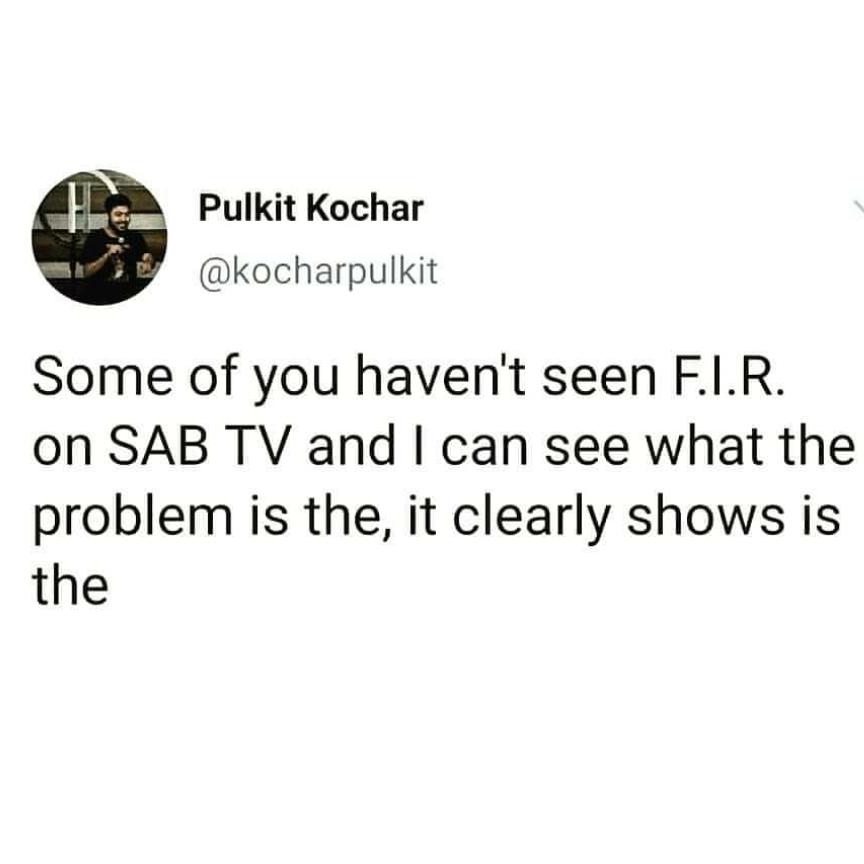 Pulkit Kochar
@kocharpulkit
Some of you haven't seen F.I.R.
on SAB TV and I can see what the
problem is the, it clearly shows is
the